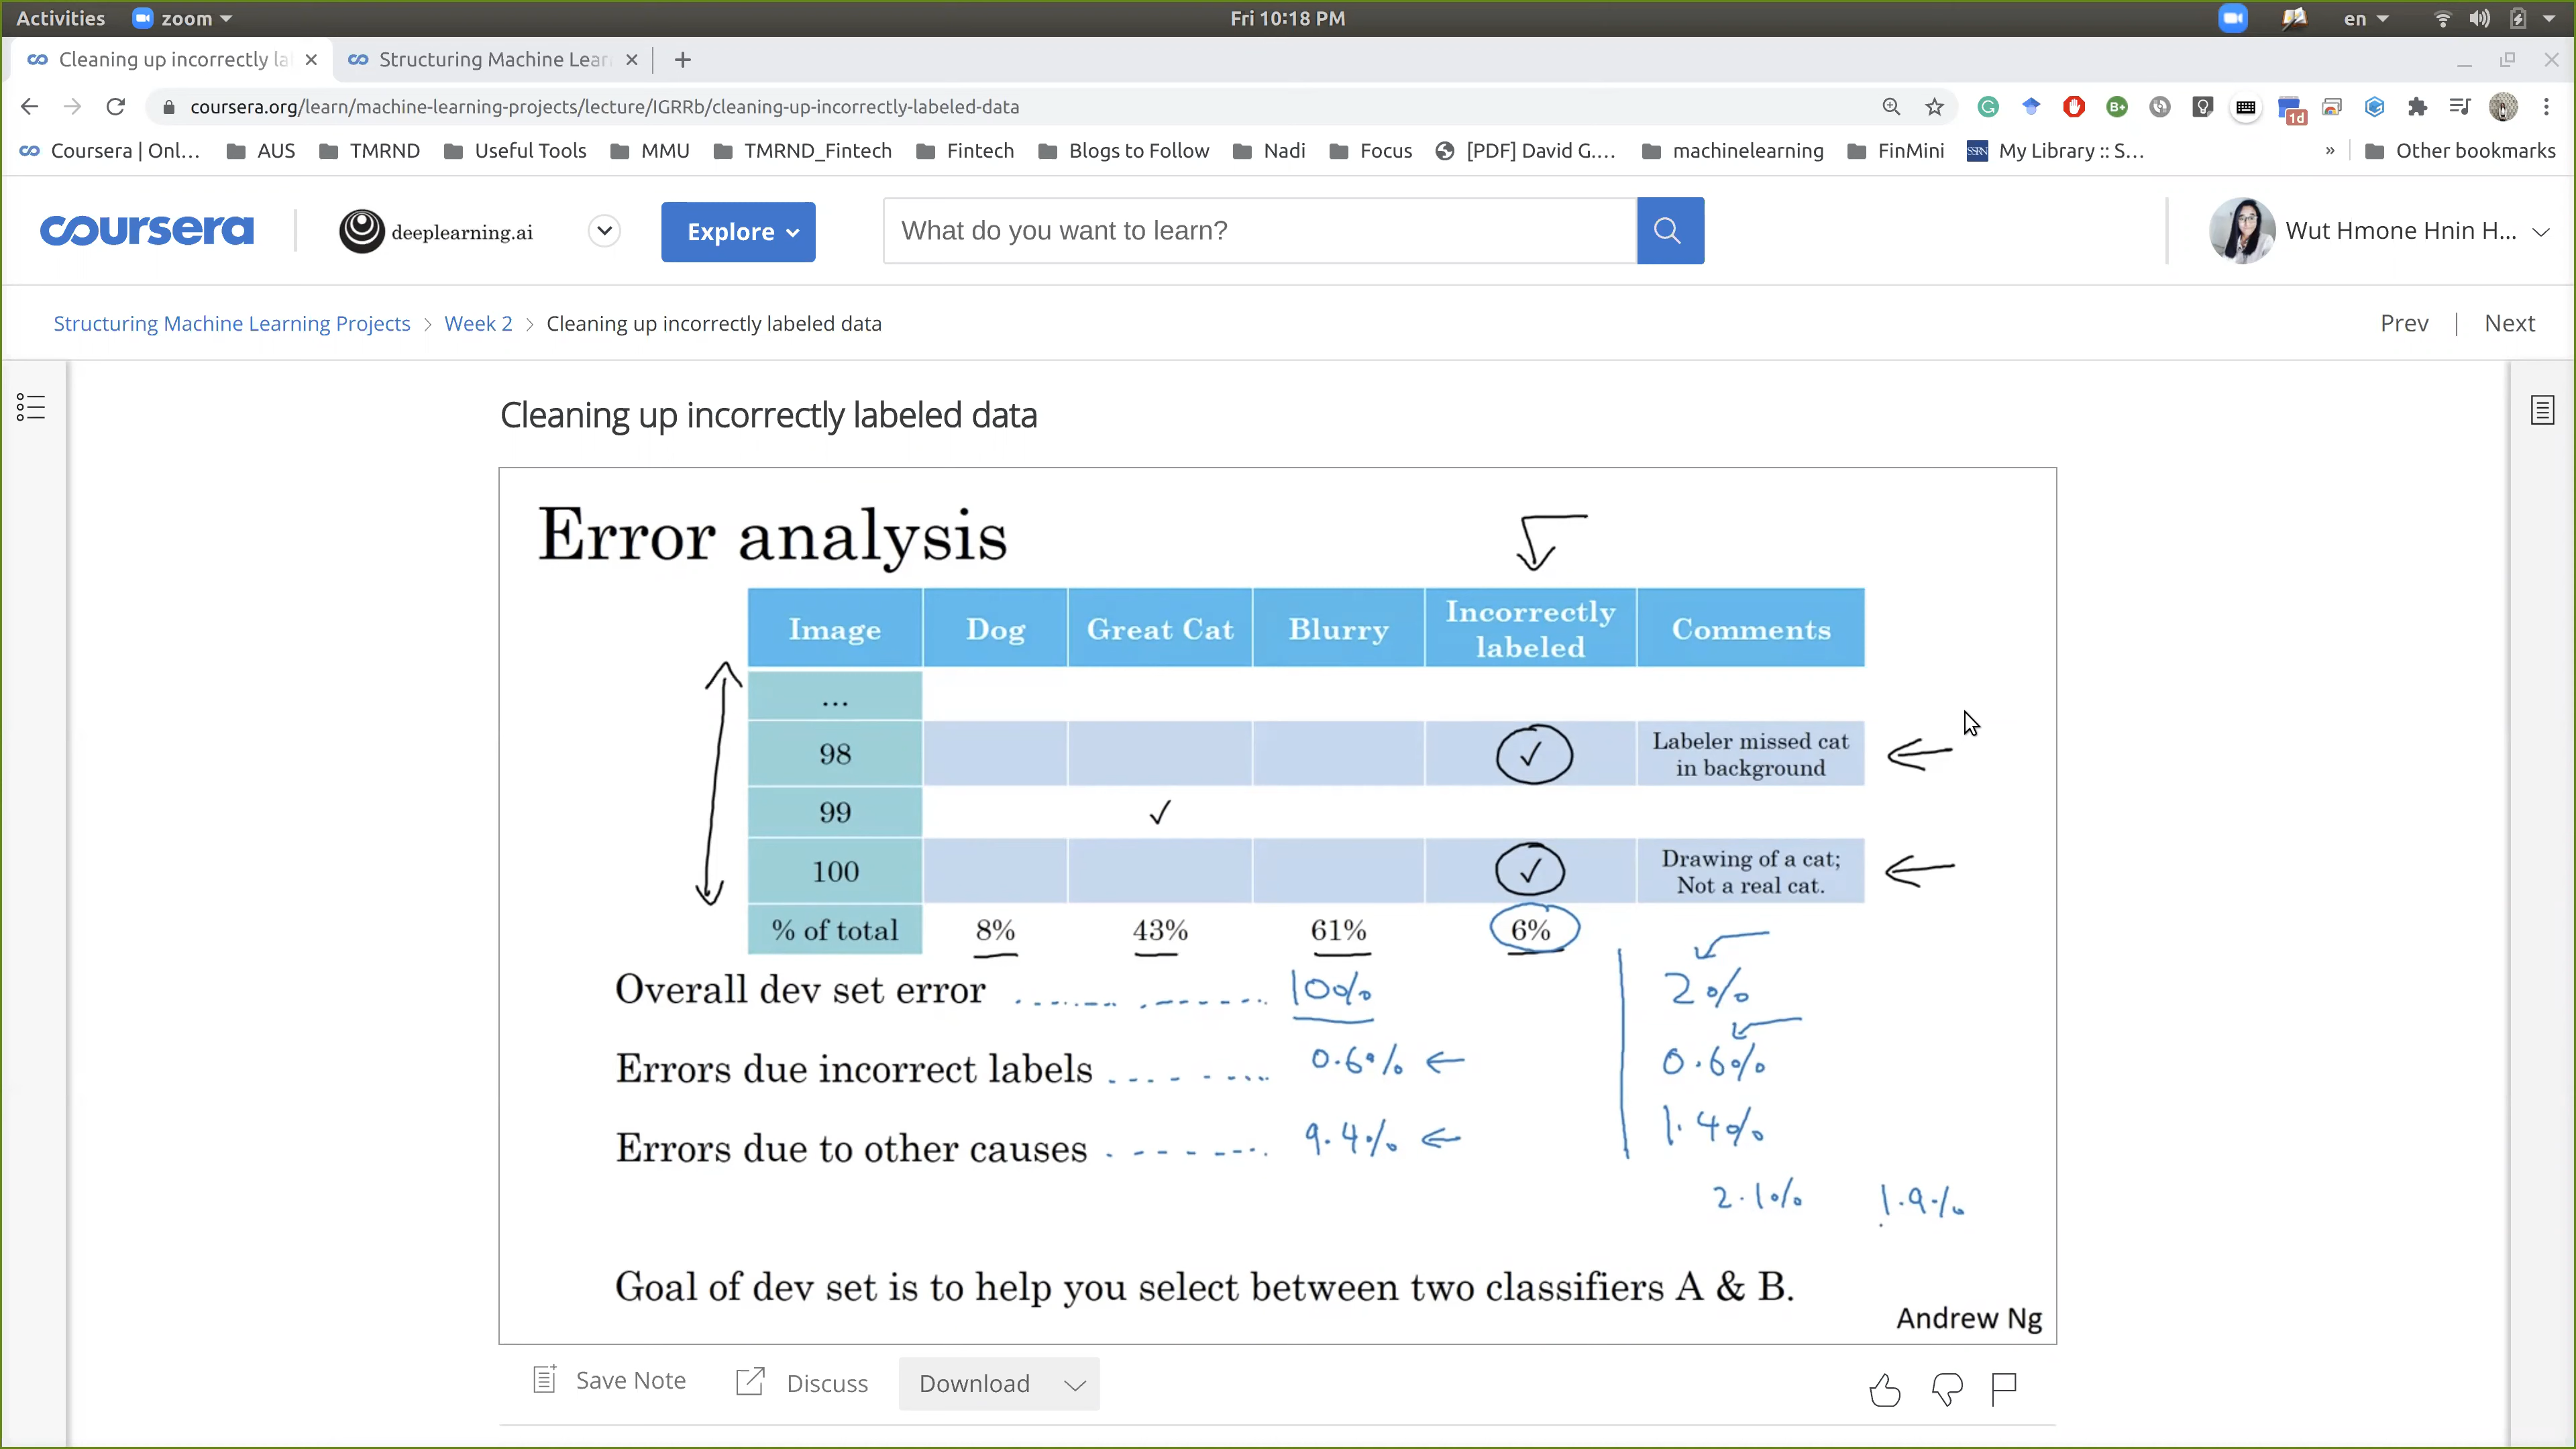 Activities zoom Fri 10:18 PM en
Cleaning up incorrectly la Structuring Machine Lear
coursera.org/learn/machine-learning-projects/lecture/IGRRb/cleaning-up-incorrectly-labeled-data
1d
Coursera | Onl... AUS TMRND Useful Tools MMU TMRND_Fintech Fintech Blogs to Follow Nadi Focus [PDF] David G.... machinelearning FinMini SSRN My Library :: S... » Other bookmarks
coursera deeplearning.ai Explore What do you want to learn? Wut Hmone Hnin H...
Structuring Machine Learning Projects > Week 2 > Cleaning up incorrectly labeled data Prev | Next
Cleaning up incorrectly labeled data
Error analysis
Image Dog Great Cat Blurry Incorrectly labeled Comments
...
98 ✓ Labeler missed cat in background
99 ✓
100 ✓ Drawing of a cat; Not a real cat.
% of total 8% 43% 61% 6%
Overall dev set error 10% 2%
Errors due incorrect labels 0.6% 0.6%
Errors due to other causes 9.4% 1.4%
2.1% 1.9%
Goal of dev set is to help you select between two classifiers A & B.
Andrew Ng
Save Note Discuss Download